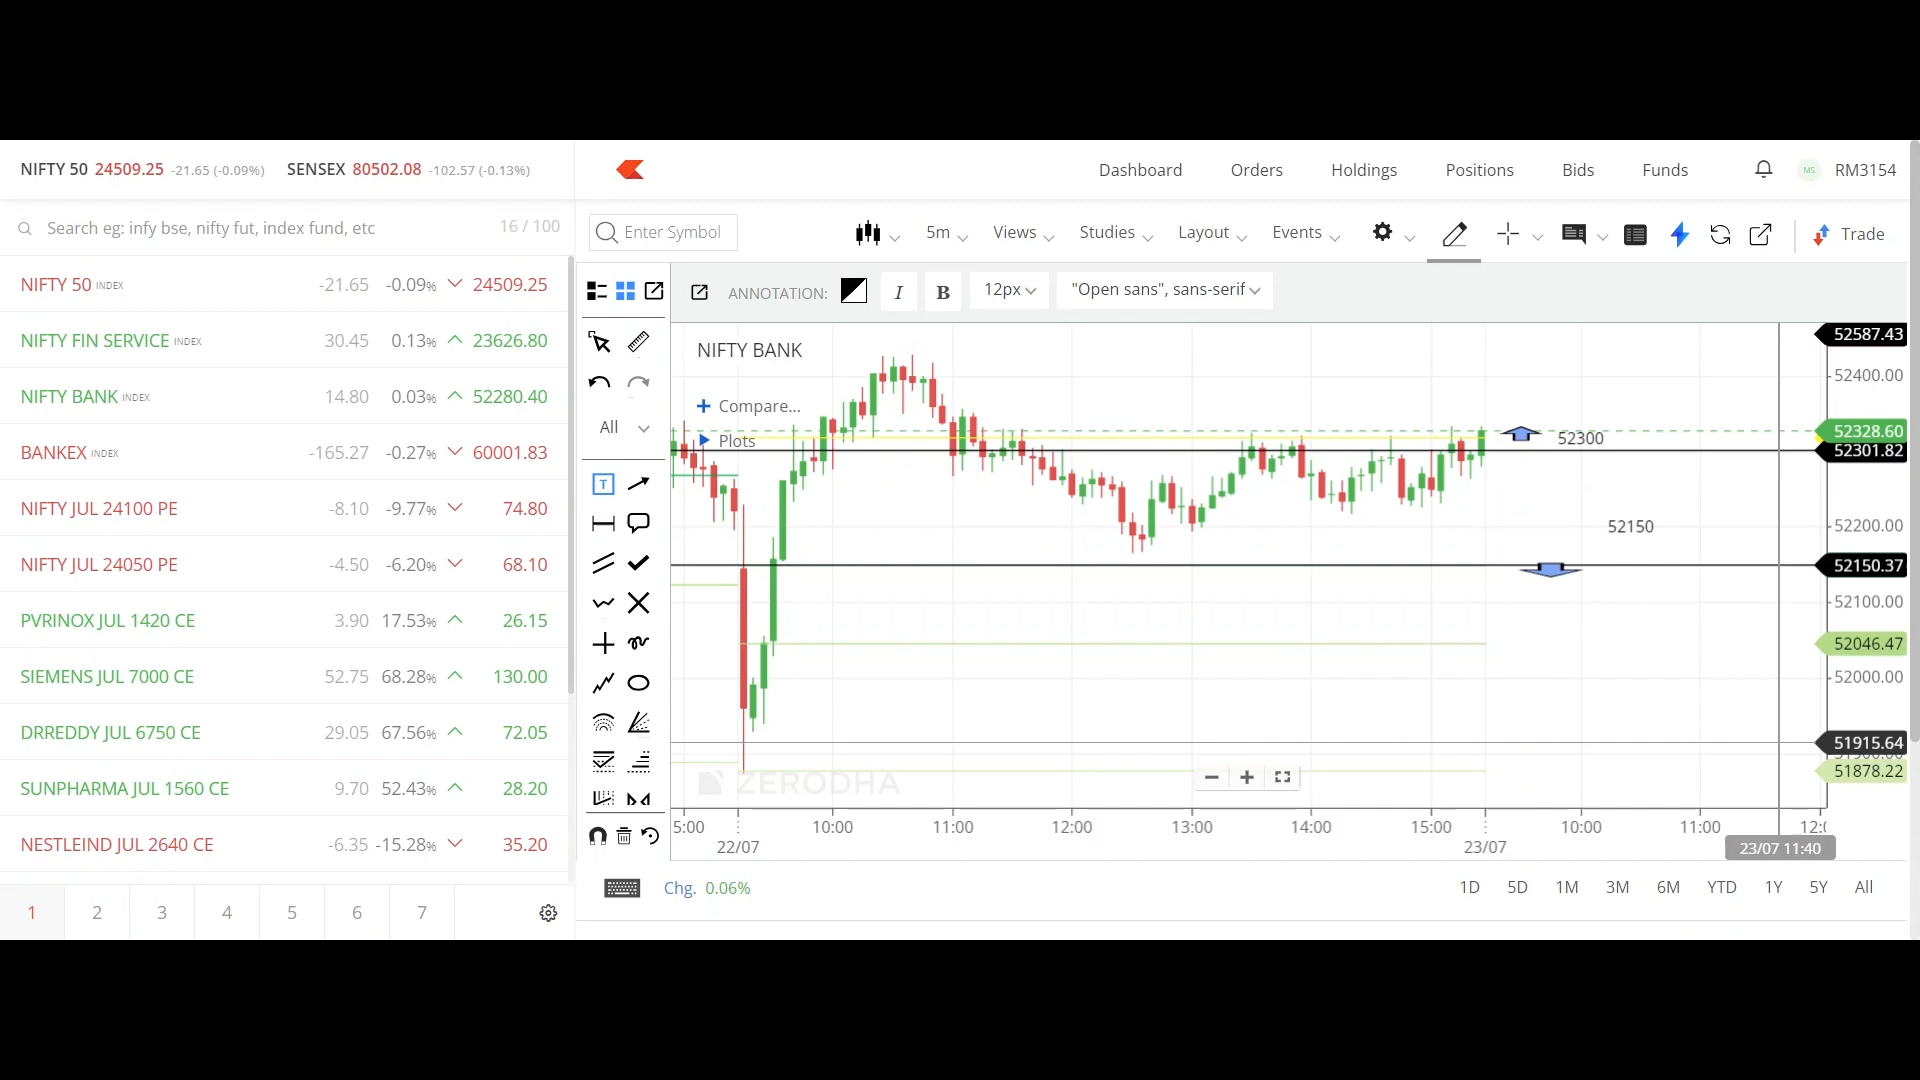 NIFTY 50 24509.25 -21.65 (-0.09%) SENSEX 80502.08 -102.57 (-0.13%)
Dashboard Orders Holdings Positions Bids Funds MS RM3154
Search eg: infy bse, nifty fut, index fund, etc 16 / 100
Enter Symbol 5m Views Studies Layout Events Trade
NIFTY 50 INDEX -21.65 -0.09% 24509.25
NIFTY FIN SERVICE INDEX 30.45 0.13% 23626.80
NIFTY BANK INDEX 14.80 0.03% 52280.40
BANKEX INDEX -165.27 -0.27% 60001.83
NIFTY JUL 24100 PE -8.10 -9.77% 74.80
NIFTY JUL 24050 PE -4.50 -6.20% 68.10
PVRINOX JUL 1420 CE 3.90 17.53% 26.15
SIEMENS JUL 7000 CE 52.75 68.28% 130.00
DRREDDY JUL 6750 CE 29.05 67.56% 72.05
SUNPHARMA JUL 1560 CE 9.70 52.43% 28.20
NESTLEIND JUL 2640 CE -6.35 -15.28% 35.20
1 2 3 4 5 6 7
ANNOTATION: I B 12px "Open sans", sans-serif
All
T
NIFTY BANK
Compare...
Plots
52300
52150
52587.43
52400.00
52328.60
52301.82
52200.00
52150.37
52100.00
52046.47
52000.00
51915.64
51878.22
ZERODHA
5:00 10:00 11:00 12:00 13:00 14:00 15:00 10:00 11:00
22/07 23/07 23/07 11:40
Chg. 0.06%
1D 5D 1M 3M 6M YTD 1Y 5Y All